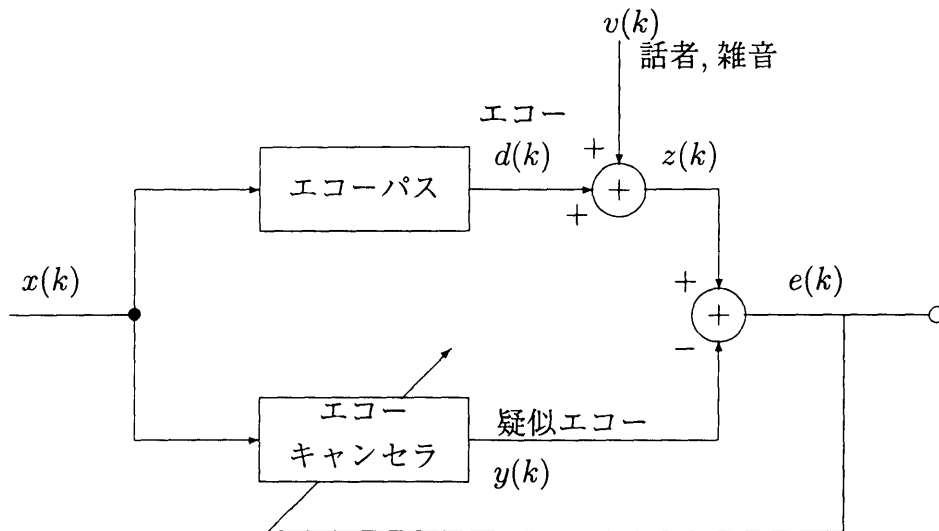 v(k)
話者, 雑音
エコー
d(k)
+
z(k)
エコーパス
+
+
x(k)
+
e(k)
+
−
エコー
キャンセラ
疑似エコー
y(k)